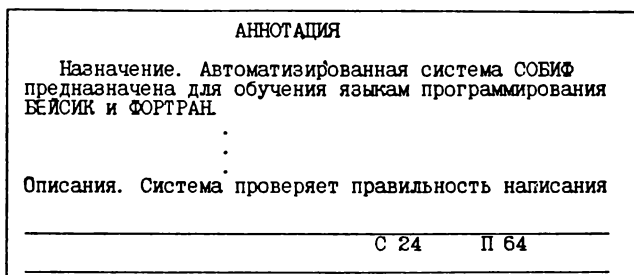 АННОТАЦИЯ
Назначение. Автоматизированная система СОБИФ
предназначена для обучения языкам программирования
БЕЙСИК и ФОРТРАН.
.
.
.
Описания. Система проверяет правильность написания
С 24 П 64